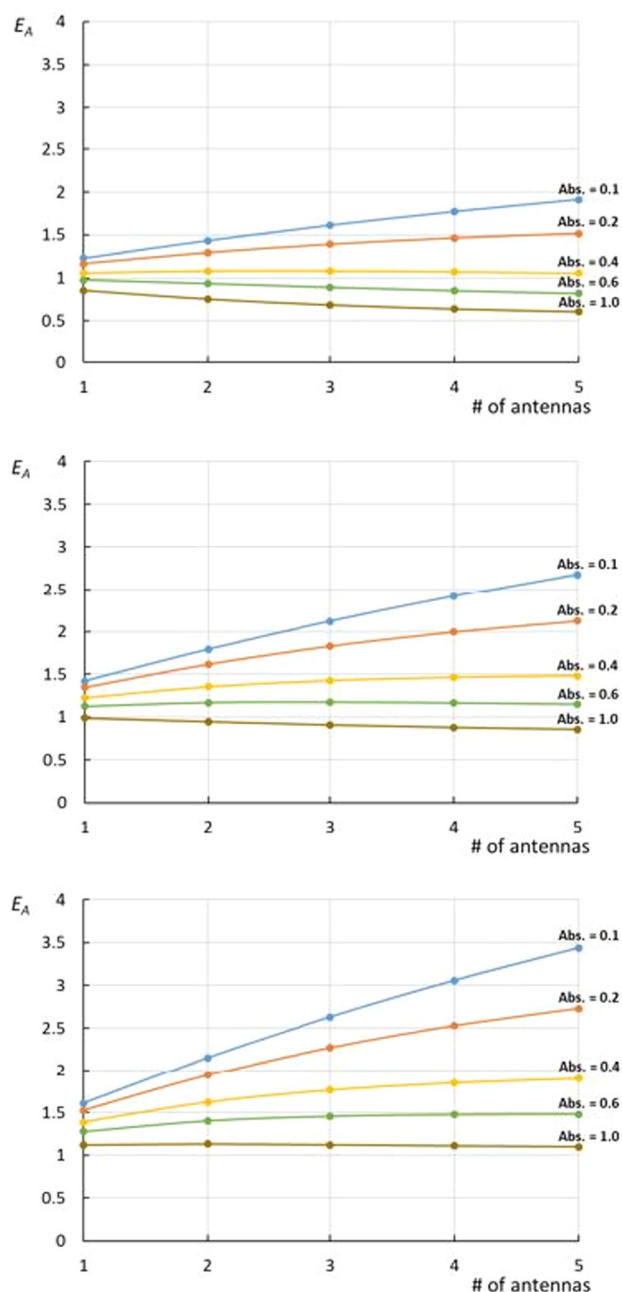 E_A
4
3.5
3
2.5
2
1.5
1
0.5
0
Abs. = 0.1
Abs. = 0.2
Abs. = 0.4
Abs. = 0.6
Abs. = 1.0
1 2 3 4 5
# of antennas
E_A
4
3.5
3
2.5
2
1.5
1
0.5
0
Abs. = 0.1
Abs. = 0.2
Abs. = 0.4
Abs. = 0.6
Abs. = 1.0
1 2 3 4 5
# of antennas
E_A
4
3.5
3
2.5
2
1.5
1
0.5
0
Abs. = 0.1
Abs. = 0.2
Abs. = 0.4
Abs. = 0.6
Abs. = 1.0
1 2 3 4 5
# of antennas